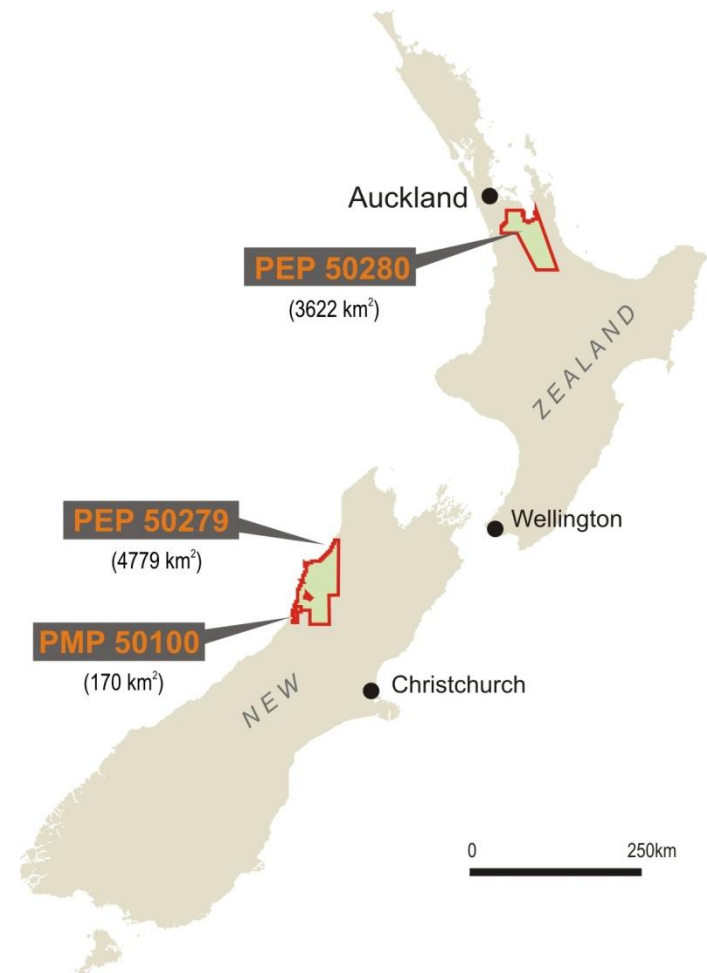 Auckland
PEP 50280
(3622 km²)
ZEALAND
PEP 50279
(4779 km²)
Wellington
PMP 50100
(170 km²)
NEW
Christchurch
0 250km